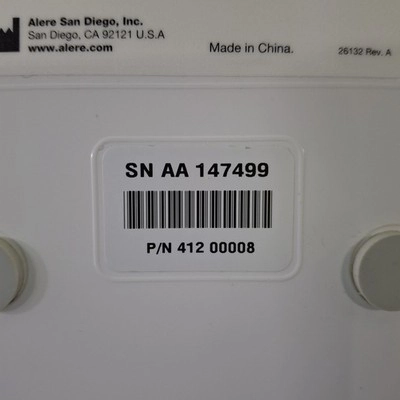 Alere San Diego, Inc.
San Diego, CA 92121 U.S.A
www.alere.com
Made in China.
26132 Rev. A
SN AA 147499
P/N 412 00008